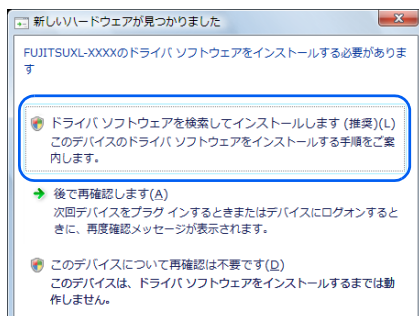 新しいハードウェアが見つかりました
FUJITSUXL-XXXXのドライバ ソフトウェアをインストールする必要がありま
す
ドライバ ソフトウェアを検索してインストールします (推奨)(L)
このデバイスのドライバ ソフトウェアをインストールする手順をご案
内します。
後で再確認します(A)
次回デバイスをプラグ インするときまたはデバイスにログオンすると
きに、再度確認メッセージが表示されます。
このデバイスについて再確認は不要です(D)
このデバイスは、ドライバ ソフトウェアをインストールするまでは動
作しません。